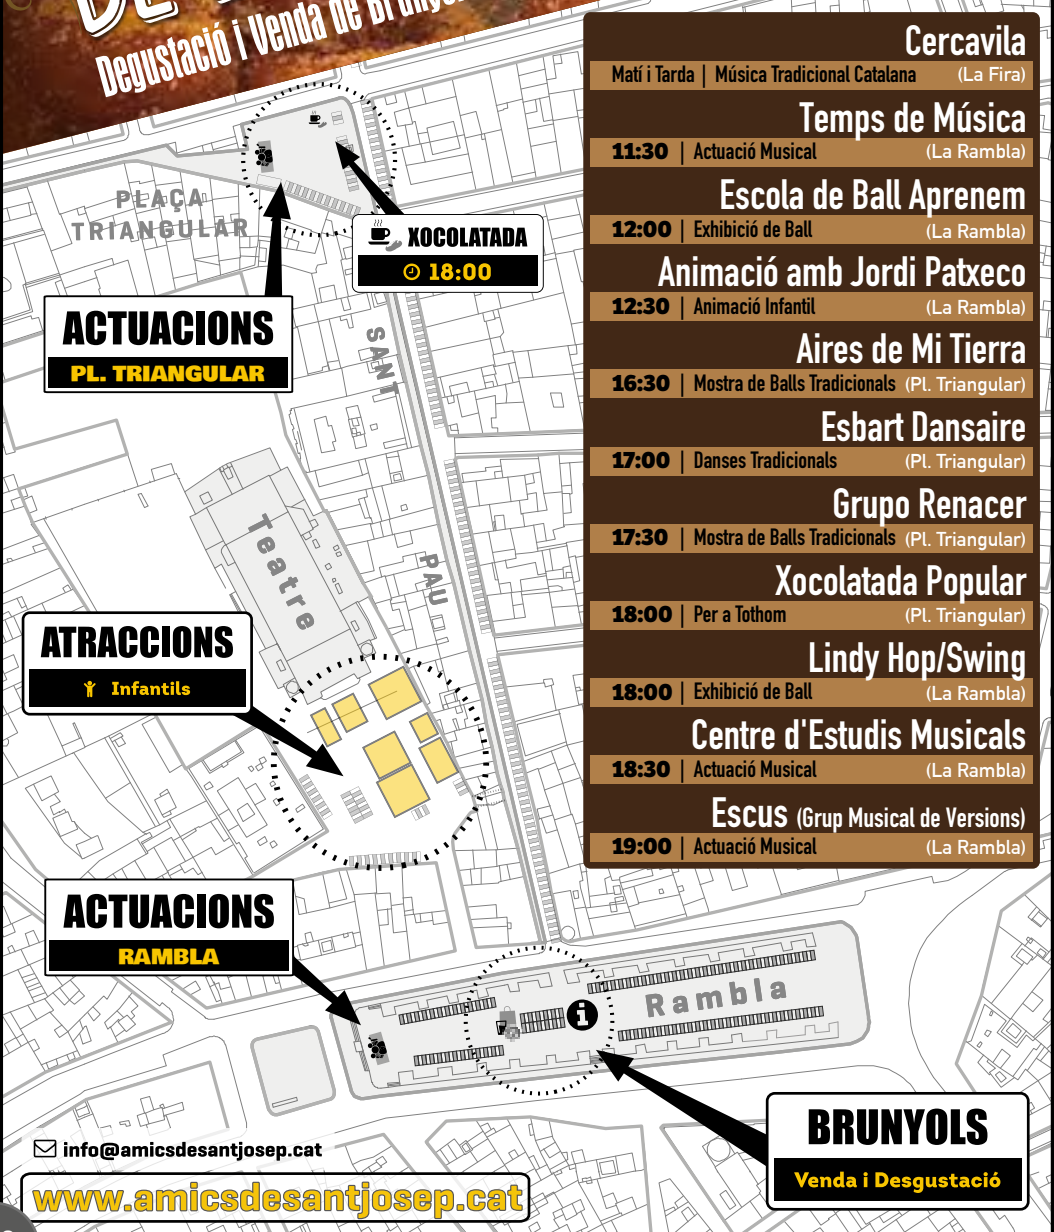 DE
Degustació i Venda de Brunyols
Cercavila
Matí i Tarda | Música Tradicional Catalana (La Fira)
Temps de Música
11:30 | Actuació Musical (La Rambla)
Escola de Ball Aprenem
12:00 | Exhibició de Ball (La Rambla)
Animació amb Jordi Patxeco
12:30 | Animació Infantil (La Rambla)
Aires de Mi Tierra
16:30 | Mostra de Balls Tradicionals (Pl. Triangular)
Esbart Dansaire
17:00 | Danses Tradicionals (Pl. Triangular)
Grupo Renacer
17:30 | Mostra de Balls Tradicionals (Pl. Triangular)
Xocolatada Popular
18:00 | Per a Tothom (Pl. Triangular)
Lindy Hop/Swing
18:00 | Exhibició de Ball (La Rambla)
Centre d'Estudis Musicals
18:30 | Actuació Musical (La Rambla)
Escus (Grup Musical de Versions)
19:00 | Actuació Musical (La Rambla)
PLAÇA
TRIANGULAR
XOCOLATADA
18:00
ACTUACIONS
PL. TRIANGULAR
SANT
PAU
Teatre
ATRACCIONS
Infantils
ACTUACIONS
RAMBLA
Rambla
i
BRUNYOLS
Venda i Desgustació
info@amicsdesantjosep.cat
www.amicsdesantjosep.cat